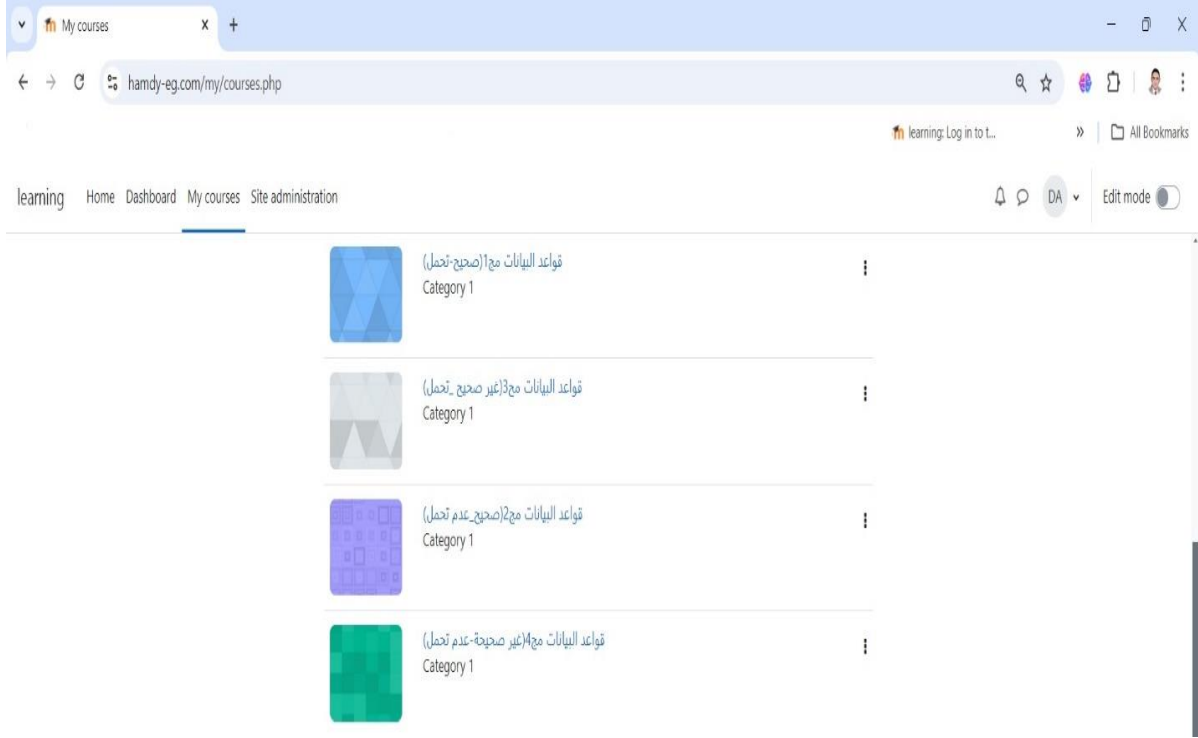 My courses
hamdy-eg.com/my/courses.php
learning: Log in to t...
All Bookmarks
learning Home Dashboard My courses Site administration DA Edit mode
قواعد البيانات مج1(صحيح-تحمل)
Category 1
قواعد البيانات مج3(غير صحيح _تحمل)
Category 1
قواعد البيانات مج2(صحيح_عدم تحمل)
Category 1
قواعد البيانات مج4(غير صحيحة-عدم تحمل)
Category 1